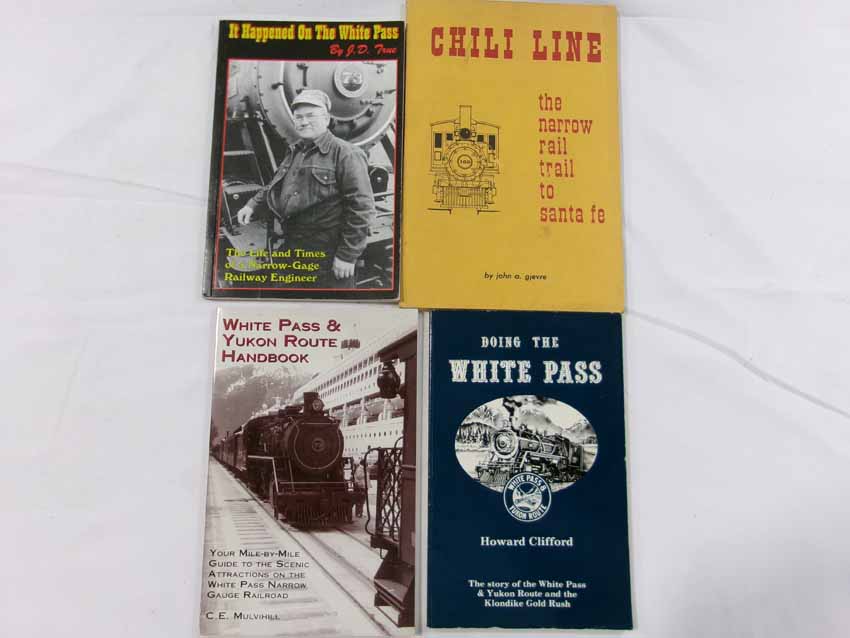 It Happened On The White Pass
By J.D. True
73
The Life and Times
of a Narrow-Gage
Railway Engineer
CHILI LINE
the
narrow
rail
trail
to
santa fe
168
by john a. gjevre
WHITE PASS &
YUKON ROUTE
HANDBOOK
YOUR MILE-BY-MILE
GUIDE TO THE SCENIC
ATTRACTIONS ON THE
WHITE PASS NARROW
GAUGE RAILROAD
C.E. MULVIHILL
DOING THE
WHITE PASS
WHITE PASS &
YUKON ROUTE
Howard Clifford
The story of the White Pass
& Yukon Route and the
Klondike Gold Rush